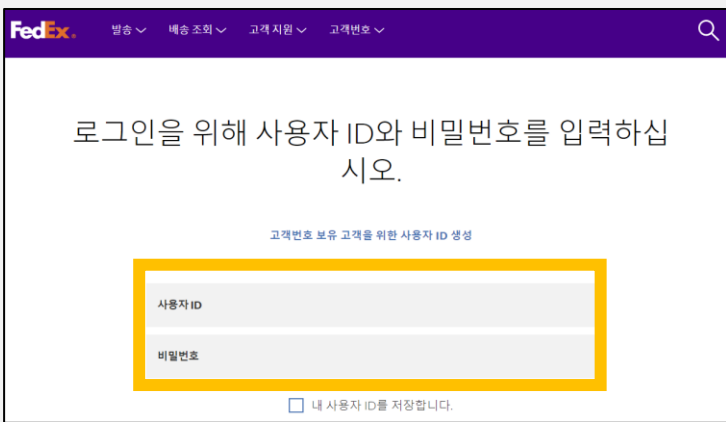 FedEx. 발송 배송 조회 고객 지원 고객번호
로그인을 위해 사용자 ID와 비밀번호를 입력하십
시오.
고객번호 보유 고객을 위한 사용자 ID 생성
사용자 ID
비밀번호
내 사용자 ID를 저장합니다.